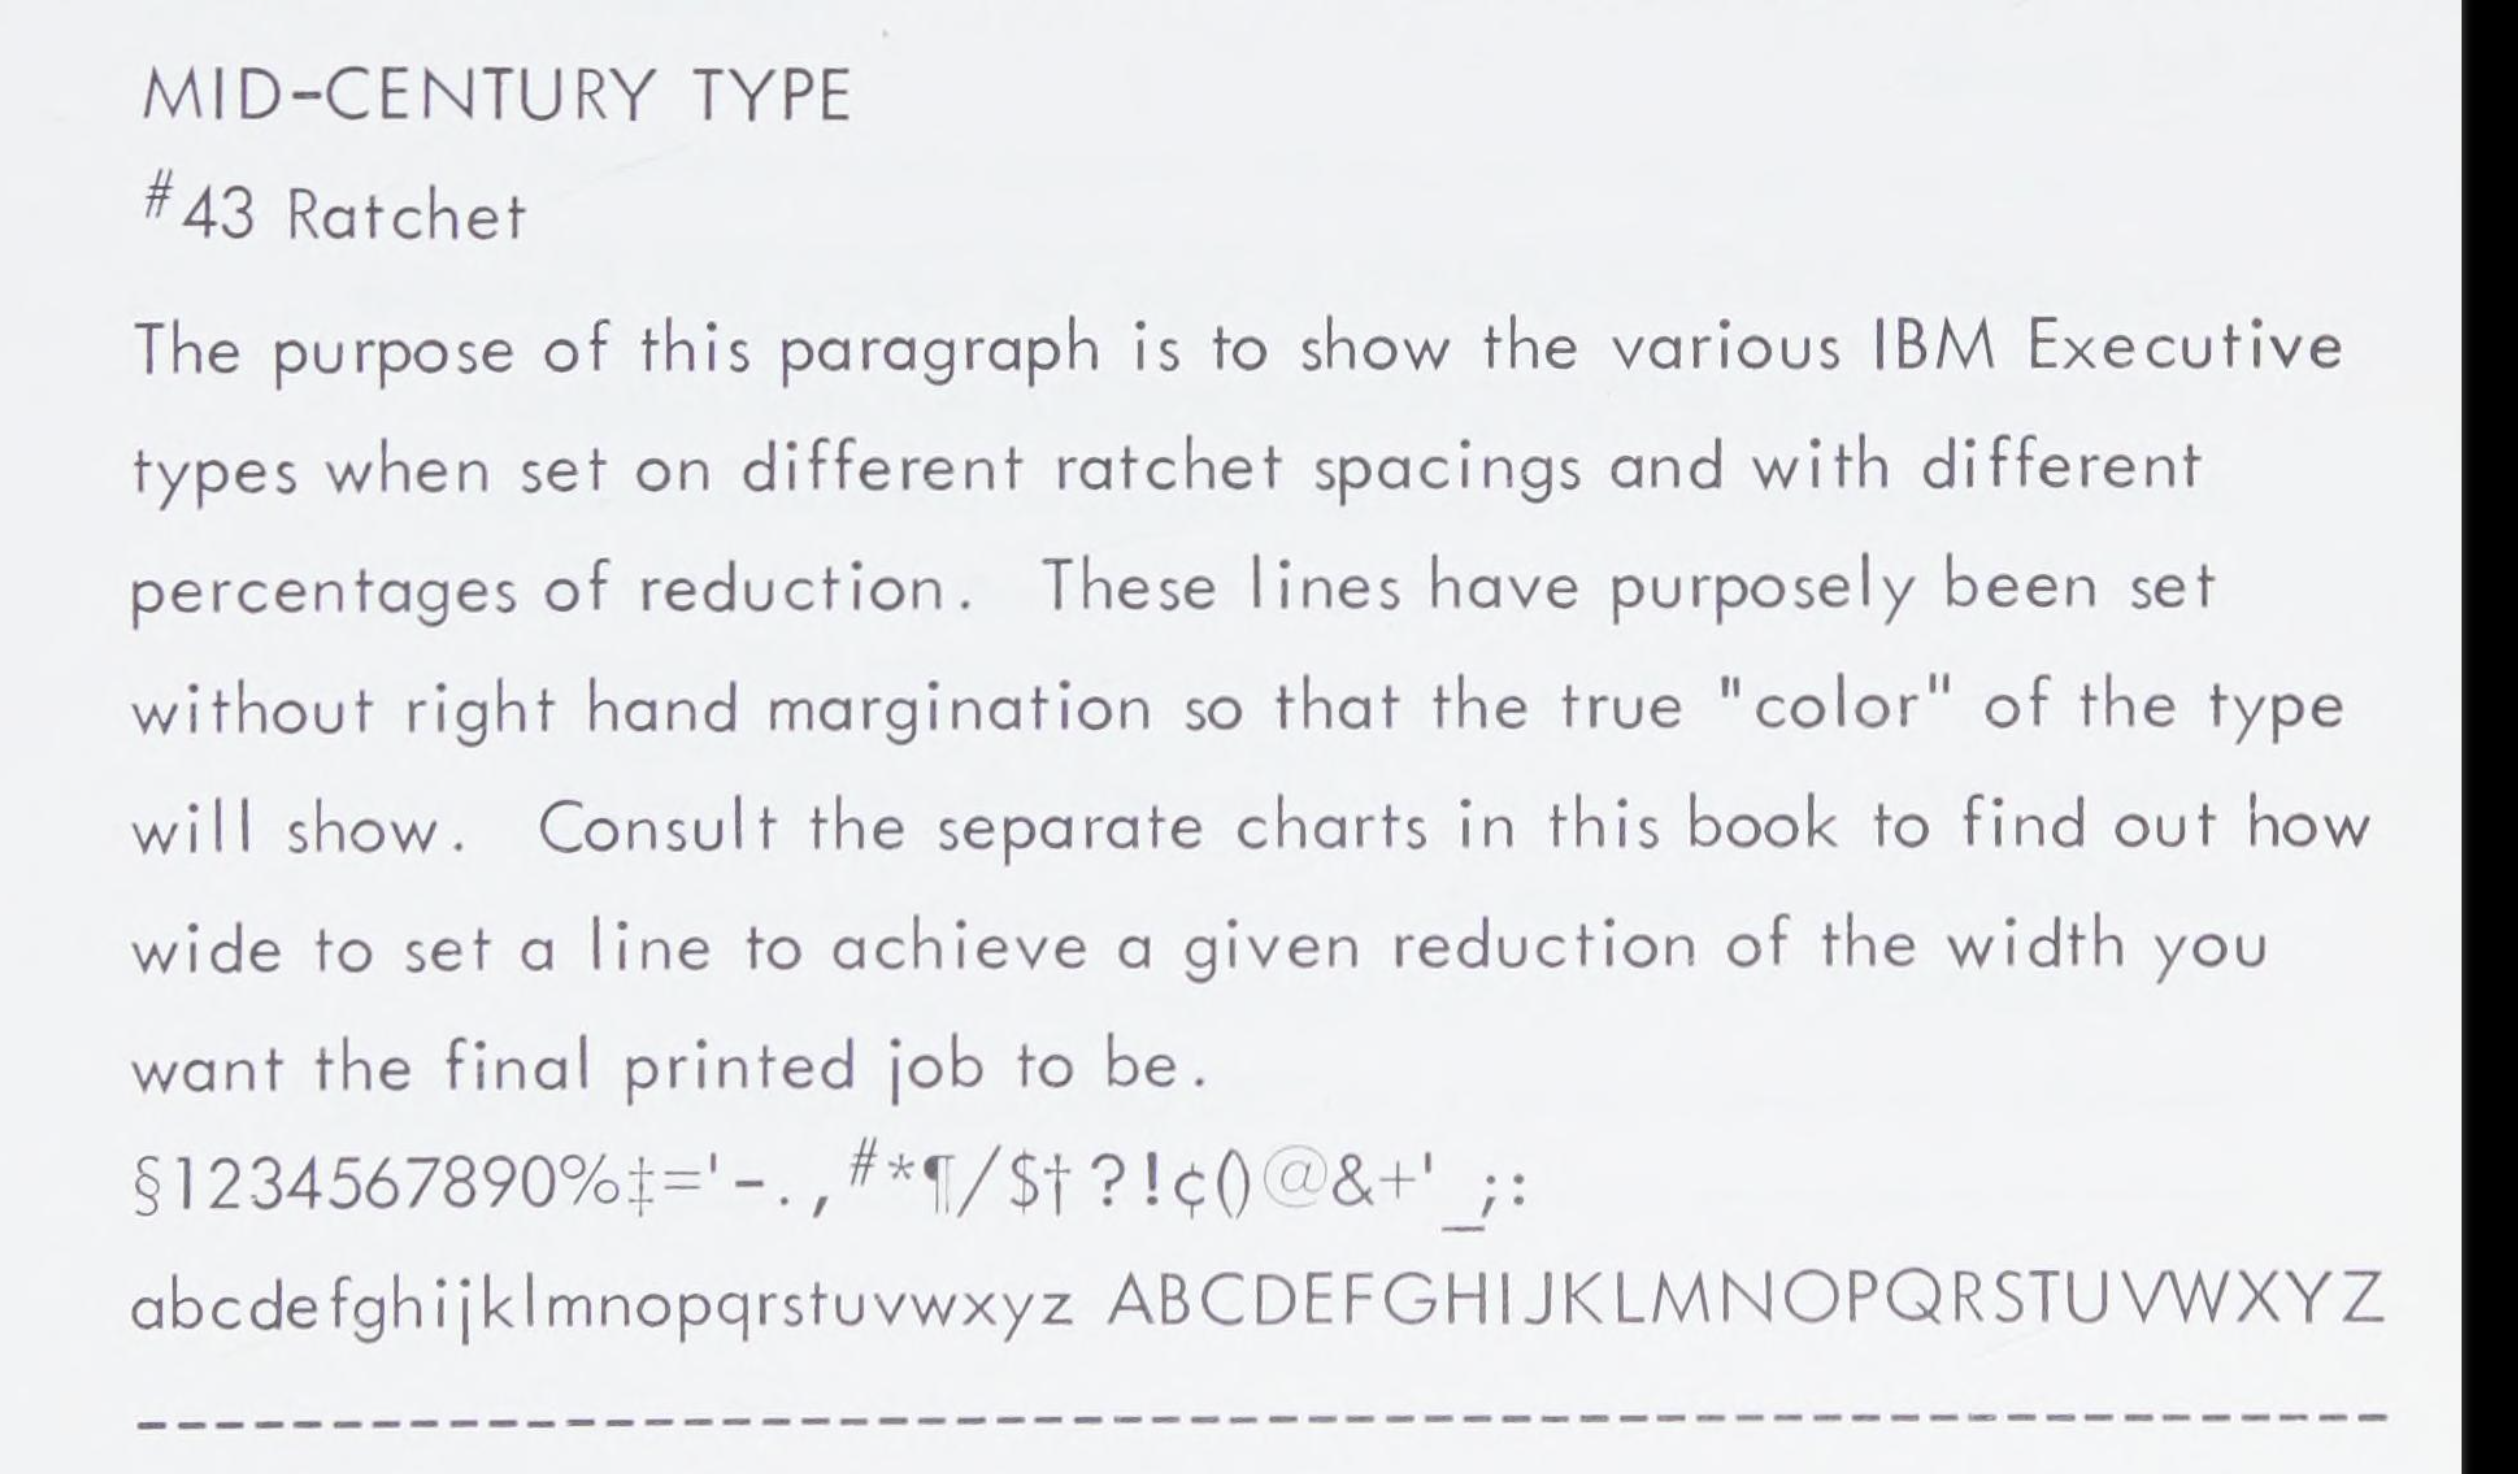 MID-CENTURY TYPE
#43 Ratchet
The purpose of this paragraph is to show the various IBM Executive
types when set on different ratchet spacings and with different
percentages of reduction.  These lines have purposely been set
without right hand margination so that the true "color" of the type
will show.  Consult the separate charts in this book to find out how
wide to set a line to achieve a given reduction of the width you
want the final printed job to be.
§1234567890%‡='-.,#*¶/$†?!¢()@&+'_;:
abcdefghijklmnopqrstuvwxyz ABCDEFGHIJKLMNOPQRSTUVWXYZ